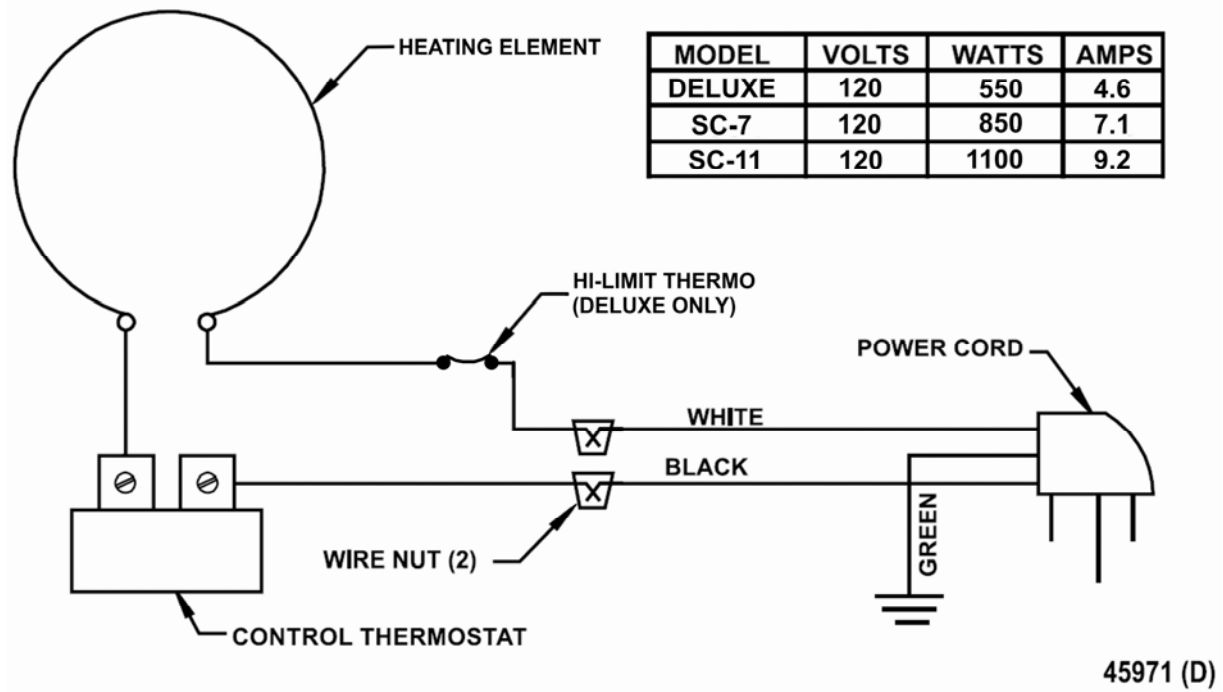 HEATING ELEMENT
MODEL VOLTS WATTS AMPS
DELUXE 120 550 4.6
SC-7 120 850 7.1
SC-11 120 1100 9.2
HI-LIMIT THERMO
(DELUXE ONLY)
POWER CORD
WHITE
BLACK
GREEN
WIRE NUT (2)
CONTROL THERMOSTAT
45971 (D)